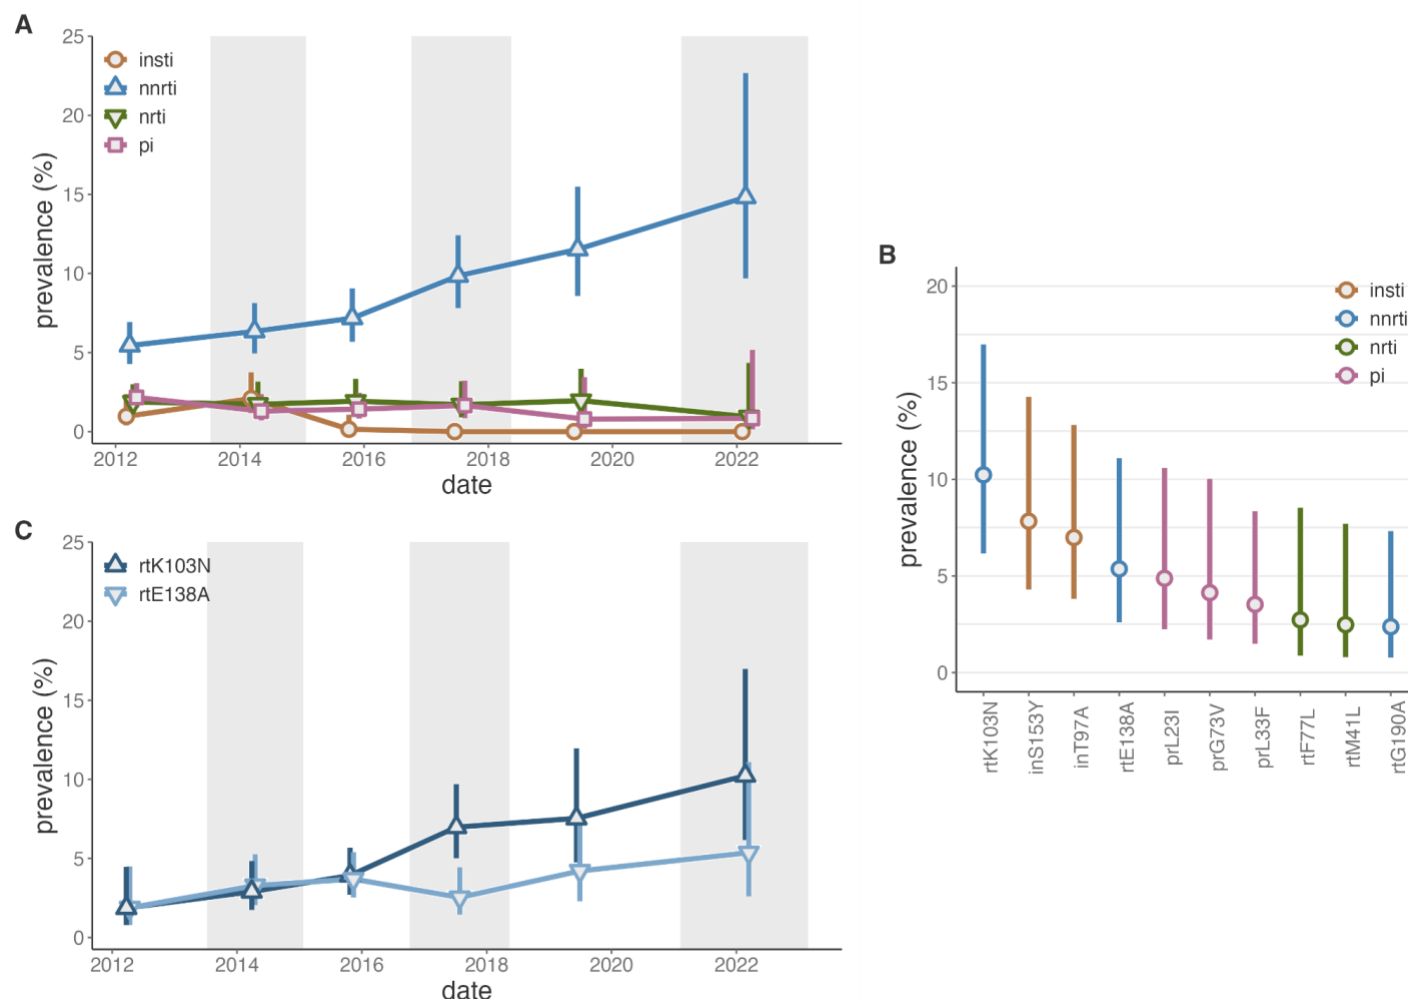 A
25
20
15
10
5
0
prevalence (%)
insti
nnrti
nrti
pi
2012 2014 2016 2018 2020 2022
date
B
20
15
10
5
0
prevalence (%)
insti
nnrti
nrti
pi
rtK103N inS153Y inT97A rtE138A prL23I prG73V prL33F rtF77L rtM41L rtG190A
C
25
20
15
10
5
0
prevalence (%)
rtK103N
rtE138A
2012 2014 2016 2018 2020 2022
date